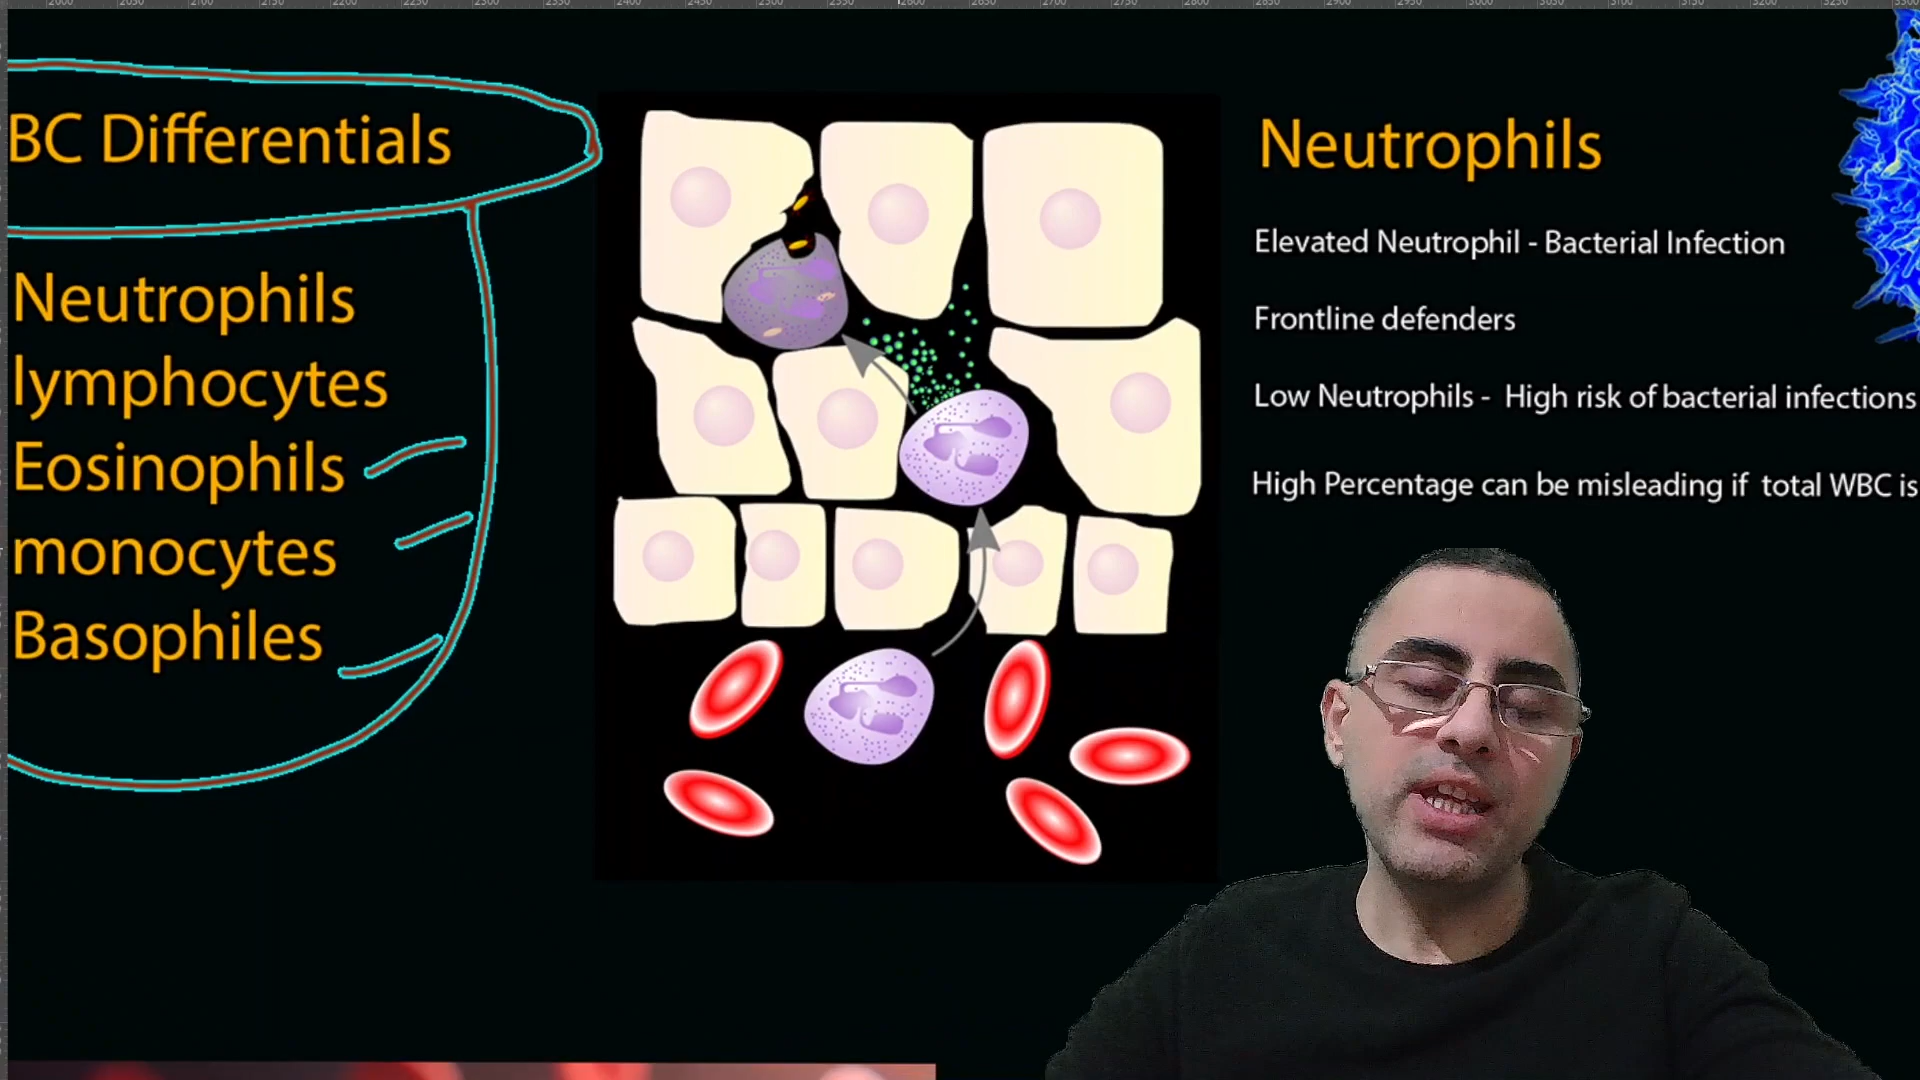 BC Differentials
Neutrophils
lymphocytes
Eosinophils
monocytes
Basophiles
Neutrophils
Elevated Neutrophil - Bacterial Infection
Frontline defenders
Low Neutrophils - High risk of bacterial infections
High Percentage can be misleading if total WBC is